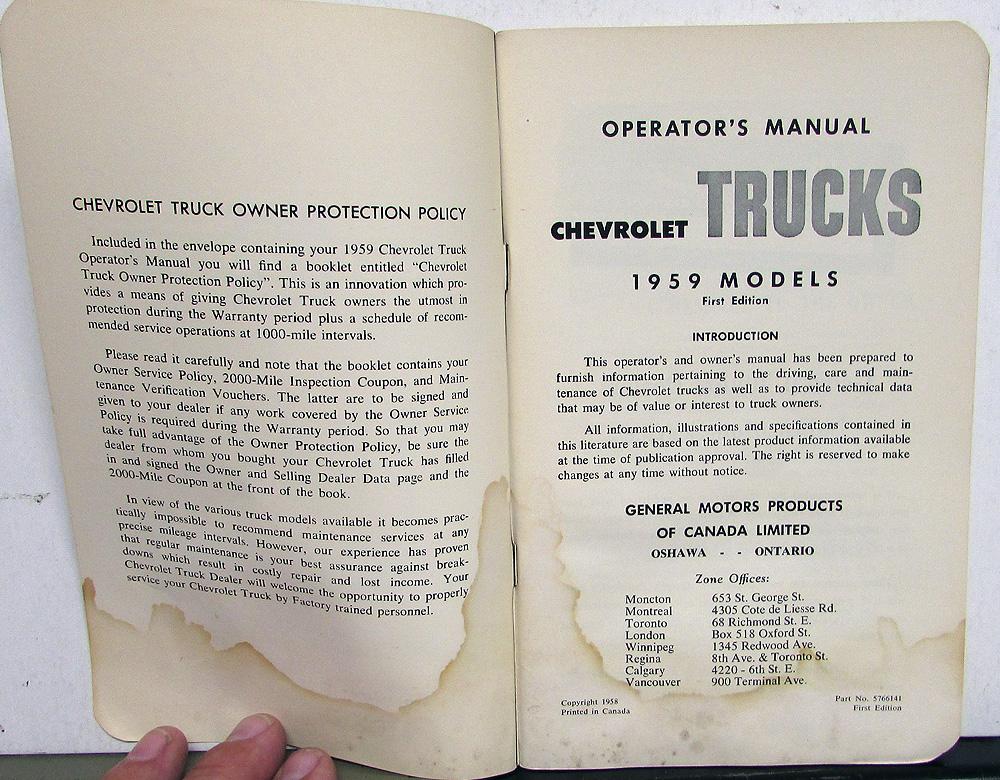 CHEVROLET TRUCK OWNER PROTECTION POLICY
Included in the envelope containing your 1959 Chevrolet Truck
Operator's Manual you will find a booklet entitled "Chevrolet
Truck Owner Protection Policy". This is an innovation which pro-
vides a means of giving Chevrolet Truck owners the utmost in
protection during the Warranty period plus a schedule of recom-
mended service operations at 1000-mile intervals.
Please read it carefully and note that the booklet contains your
Owner Service Policy, 2000-Mile Inspection Coupon, and Main-
tenance Verification Vouchers. The latter are to be signed and
given to your dealer if any work covered by the Owner Service
Policy is required during the Warranty period. So that you may
take full advantage of the Owner Protection Policy, be sure the
dealer from whom you bought your Chevrolet Truck has filled
in and signed the Owner and Selling Dealer Data page and the
2000-Mile Coupon at the front of the book.
In view of the various truck models available it becomes prac-
tically impossible to recommend maintenance services at any
precise mileage intervals. However, our experience has proven
that regular maintenance is your best assurance against break-
downs which result in costly repair and lost income. Your
Chevrolet Truck Dealer will welcome the opportunity to properly
service your Chevrolet Truck by Factory trained personnel.
OPERATOR'S MANUAL
CHEVROLET TRUCKS
1959 MODELS
First Edition
INTRODUCTION
This operator's and owner's manual has been prepared to
furnish information pertaining to the driving, care and main-
tenance of Chevrolet trucks as well as to provide technical data
that may be of value or interest to truck owners.
All information, illustrations and specifications contained in
this literature are based on the latest product information available
at the time of publication approval. The right is reserved to make
changes at any time without notice.
GENERAL MOTORS PRODUCTS
OF CANADA LIMITED
OSHAWA - - ONTARIO
Zone Offices:
Moncton 653 St. George St.
Montreal 4305 Cote de Liesse Rd.
Toronto 68 Richmond St. E.
London Box 518 Oxford St.
Winnipeg 1345 Redwood Ave.
Regina 8th Ave. & Toronto St.
Calgary 4220 - 6th St. E.
Vancouver 900 Terminal Ave.
Copyright 1958
Printed in Canada
Part No. 5766141
First Edition